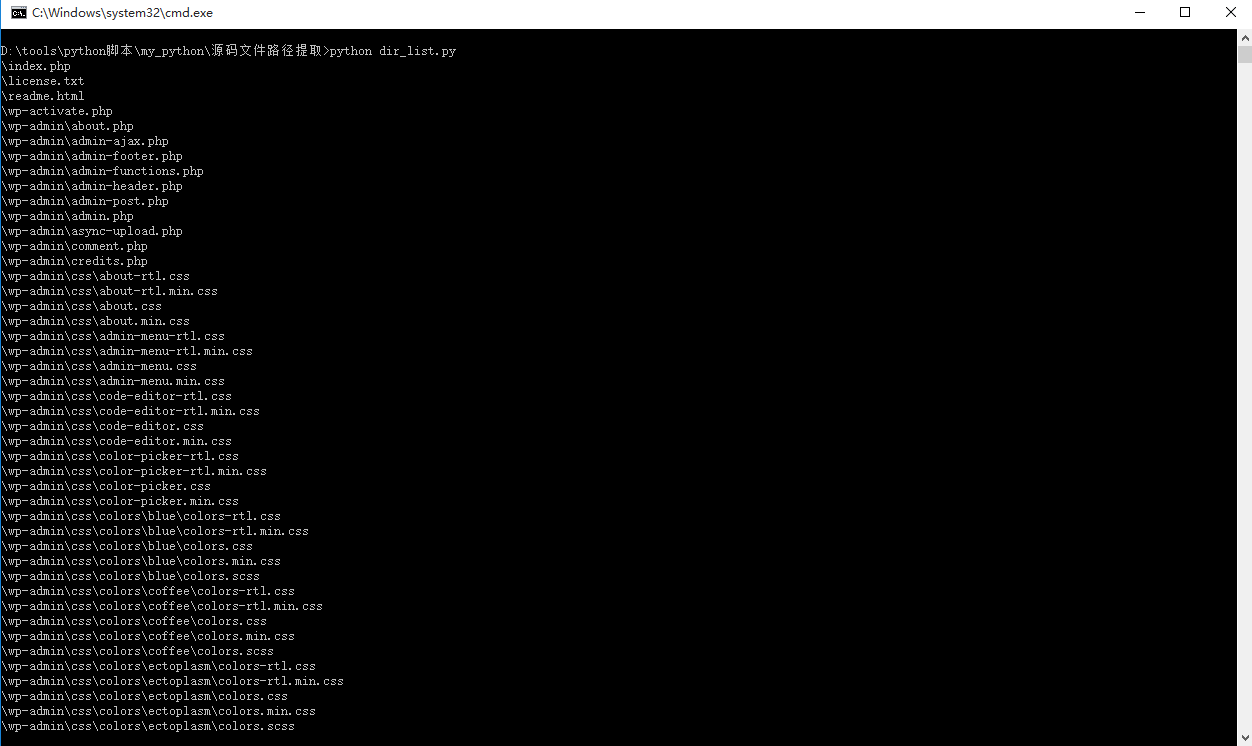 C:\Windows\system32\cmd.exe
D:\tools\python脚本\my_python\源码文件路径提取>python dir_list.py
\index.php
\license.txt
\readme.html
\wp-activate.php
\wp-admin\about.php
\wp-admin\admin-ajax.php
\wp-admin\admin-footer.php
\wp-admin\admin-functions.php
\wp-admin\admin-header.php
\wp-admin\admin-post.php
\wp-admin\admin.php
\wp-admin\async-upload.php
\wp-admin\comment.php
\wp-admin\credits.php
\wp-admin\css\about-rtl.css
\wp-admin\css\about-rtl.min.css
\wp-admin\css\about.css
\wp-admin\css\about.min.css
\wp-admin\css\admin-menu-rtl.css
\wp-admin\css\admin-menu-rtl.min.css
\wp-admin\css\admin-menu.css
\wp-admin\css\admin-menu.min.css
\wp-admin\css\code-editor-rtl.css
\wp-admin\css\code-editor-rtl.min.css
\wp-admin\css\code-editor.css
\wp-admin\css\code-editor.min.css
\wp-admin\css\color-picker-rtl.css
\wp-admin\css\color-picker-rtl.min.css
\wp-admin\css\color-picker.css
\wp-admin\css\color-picker.min.css
\wp-admin\css\colors\blue\colors-rtl.css
\wp-admin\css\colors\blue\colors-rtl.min.css
\wp-admin\css\colors\blue\colors.css
\wp-admin\css\colors\blue\colors.min.css
\wp-admin\css\colors\blue\colors.scss
\wp-admin\css\colors\coffee\colors-rtl.css
\wp-admin\css\colors\coffee\colors-rtl.min.css
\wp-admin\css\colors\coffee\colors.css
\wp-admin\css\colors\coffee\colors.min.css
\wp-admin\css\colors\coffee\colors.scss
\wp-admin\css\colors\ectoplasm\colors-rtl.css
\wp-admin\css\colors\ectoplasm\colors-rtl.min.css
\wp-admin\css\colors\ectoplasm\colors.css
\wp-admin\css\colors\ectoplasm\colors.min.css
\wp-admin\css\colors\ectoplasm\colors.scss